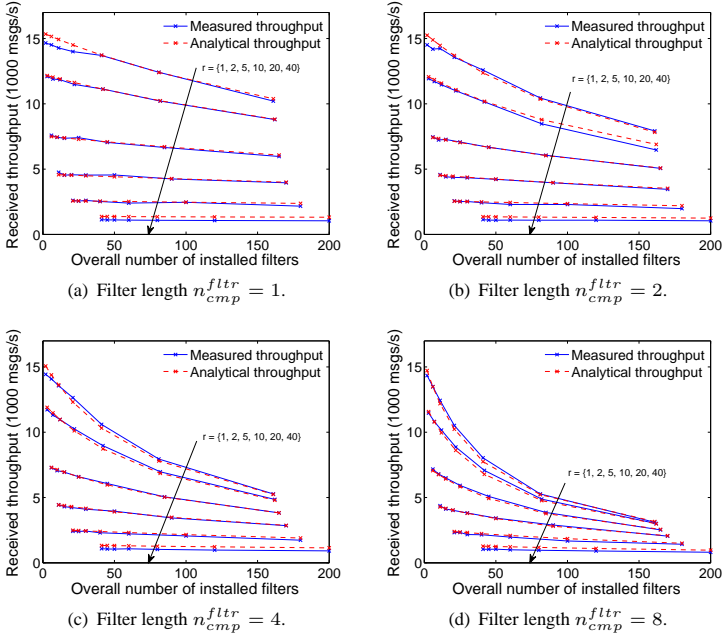 Measured throughput
Analytical throughput
r = {1, 2, 5, 10, 20, 40}
15
10
5
0
0 50 100 150 200
Received throughput (1000 msgs/s)
Overall number of installed filters
(a) Filter length n_{cmp}^{fltr} = 1.
Measured throughput
Analytical throughput
r = {1, 2, 5, 10, 20, 40}
15
10
5
0
0 50 100 150 200
Received throughput (1000 msgs/s)
Overall number of installed filters
(b) Filter length n_{cmp}^{fltr} = 2.
Measured throughput
Analytical throughput
r = {1, 2, 5, 10, 20, 40}
15
10
5
0
0 50 100 150 200
Received throughput (1000 msgs/s)
Overall number of installed filters
(c) Filter length n_{cmp}^{fltr} = 4.
Measured throughput
Analytical throughput
r = {1, 2, 5, 10, 20, 40}
15
10
5
0
0 50 100 150 200
Received throughput (1000 msgs/s)
Overall number of installed filters
(d) Filter length n_{cmp}^{fltr} = 8.